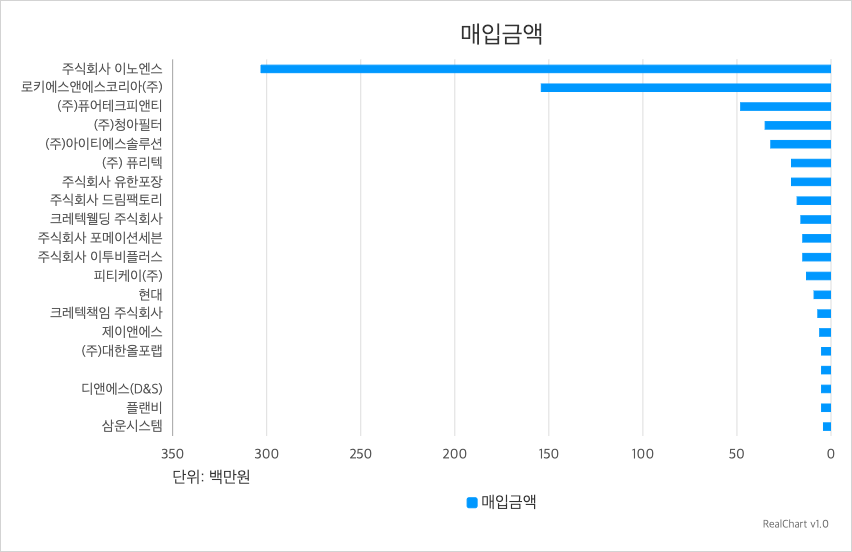 매입금액
주식회사 이노엔스
로키에스앤에스코리아(주)
(주)퓨어테크피앤티
(주)청아필터
(주)아이티에스솔루션
(주) 퓨리텍
주식회사 유한포장
주식회사 드림팩토리
크레텍웰딩 주식회사
주식회사 포메이션세븐
주식회사 이투비플러스
피티케이(주)
현대
크레텍책임 주식회사
제이앤에스
(주)대한올포랩
디앤에스(D&S)
플랜비
삼운시스템
350 300 250 200 150 100 50 0
단위: 백만원
매입금액
RealChart v1.0